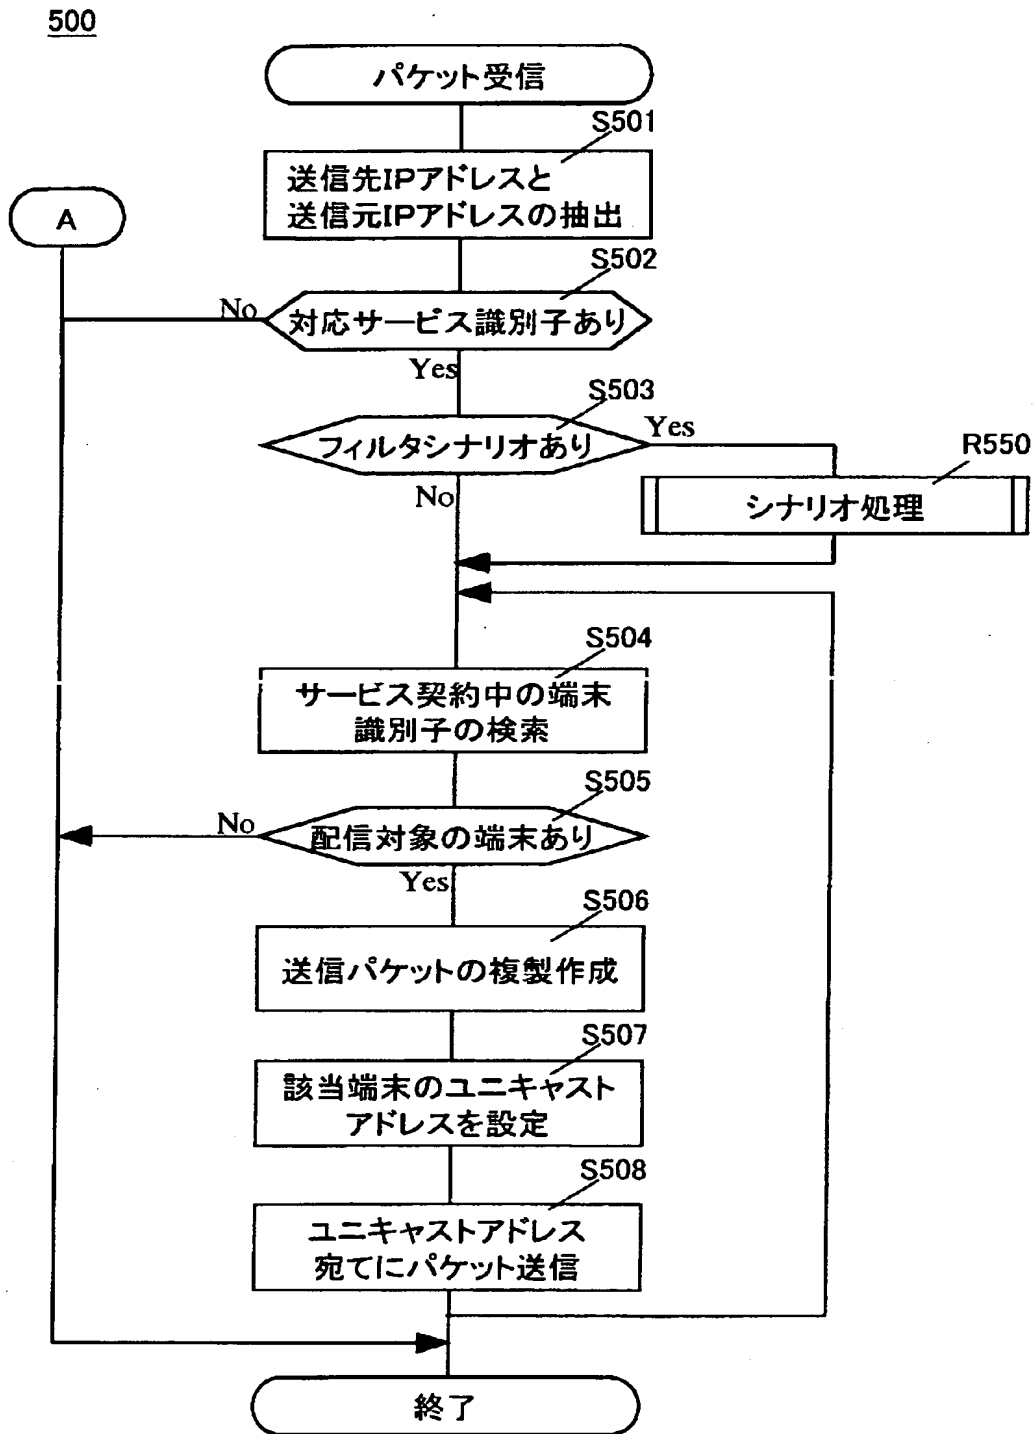 500
パケット受信
S501
送信先IPアドレスと
送信元IPアドレスの抽出
A
S502
No
対応サービス識別子あり
Yes
S503
フィルタシナリオあり
Yes
No
R550
シナリオ処理
S504
サービス契約中の端末
識別子の検索
S505
No
配信対象の端末あり
Yes
S506
送信パケットの複製作成
S507
該当端末のユニキャスト
アドレスを設定
S508
ユニキャストアドレス
宛てにパケット送信
終了